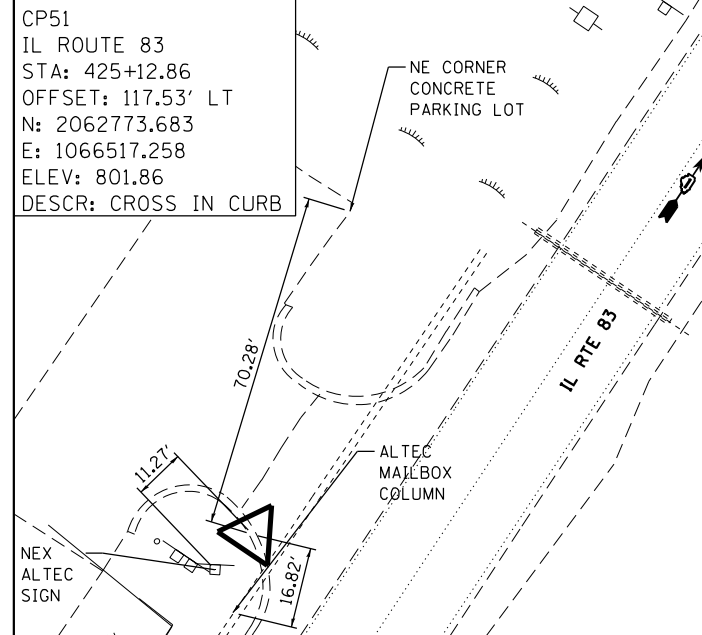 CP51
IL ROUTE 83
STA: 425+12.86
OFFSET: 117.53' LT
N: 2062773.683
E: 1066517.258
ELEV: 801.86
DESCR: CROSS IN CURB
NE CORNER
CONCRETE
PARKING LOT
IL RTE 83
70.28'
11.27'
ALTEC
MAILBOX
COLUMN
NEX
ALTEC
SIGN
16.82'